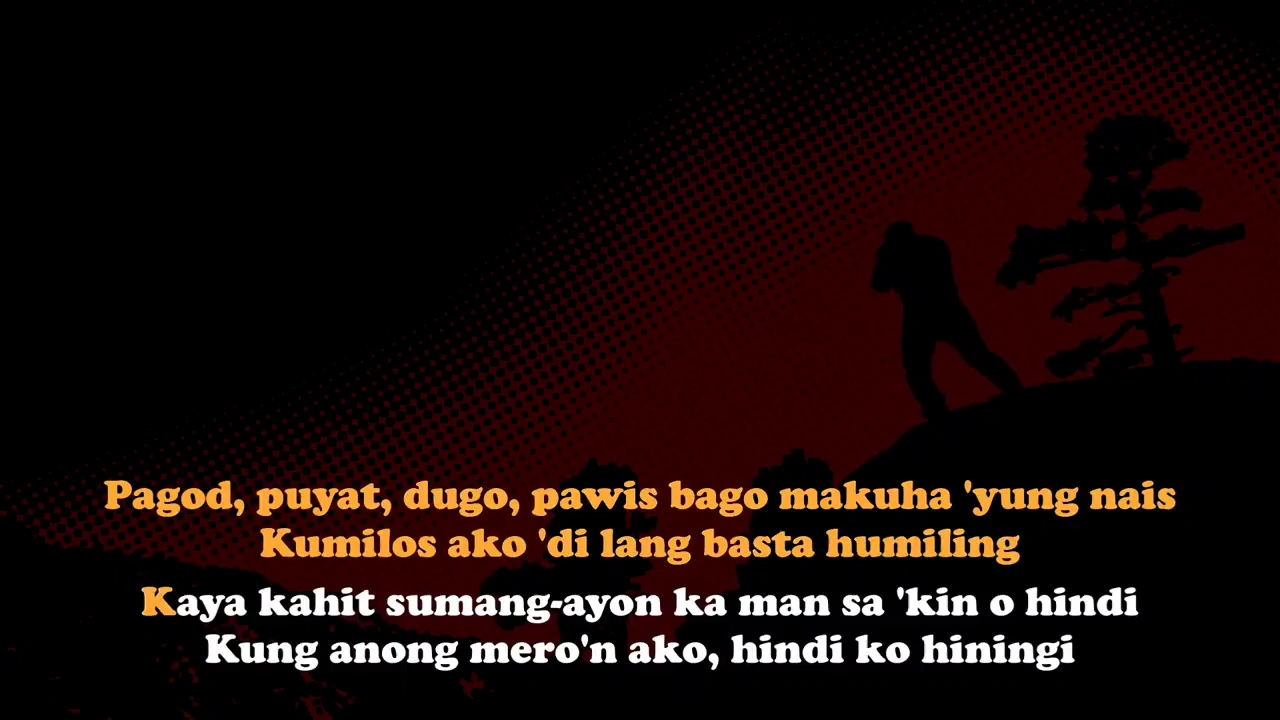 Pagod, puyat, dugo, pawis bago makuha 'yung nais
Kumilos ako 'di lang basta humiling
Kaya kahit sumang-ayon ka man sa 'kin o hindi
Kung anong mero'n ako, hindi ko hiningi